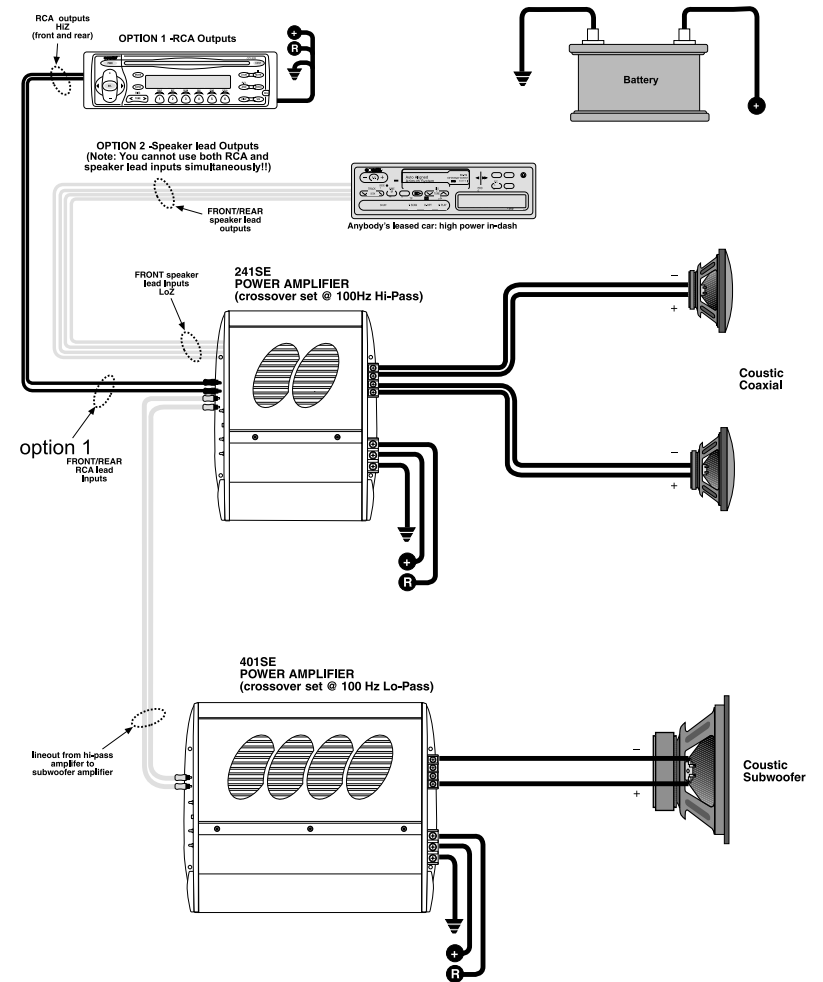 RCA outputs
HiZ
(front and rear)
OPTION 1 -RCA Outputs
+
R
Battery
+
OPTION 2 -Speaker lead Outputs
(Note: You cannot use both RCA and
speaker lead inputs simultaneously!!)
FRONT/REAR
speaker lead
outputs
Anybody's leased car: high power in-dash
FRONT speaker
lead Inputs
LoZ
241SE
POWER AMPLIFIER
(crossover set @ 100Hz Hi-Pass)
−
+
Coustic
Coaxial
−
+
option 1
FRONT/REAR
RCA lead
Inputs
+
R
401SE
POWER AMPLIFIER
(crossover set @ 100 Hz Lo-Pass)
lineout from hi-pass
amplifer to
subwoofer amplifier
−
+
Coustic
Subwoofer
+
R